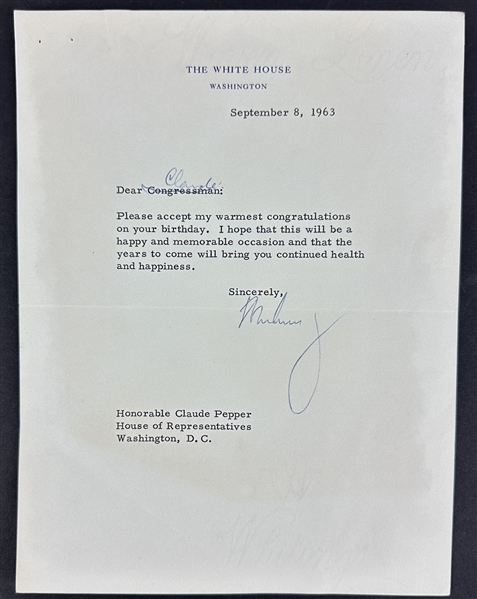 THE WHITE HOUSE
WASHINGTON
September 8, 1963
Claude
Dear Congressman:
Please accept my warmest congratulations
on your birthday. I hope that this will be a
happy and memorable occasion and that the
years to come will bring you continued health
and happiness.
Sincerely,
Honorable Claude Pepper
House of Representatives
Washington, D. C.